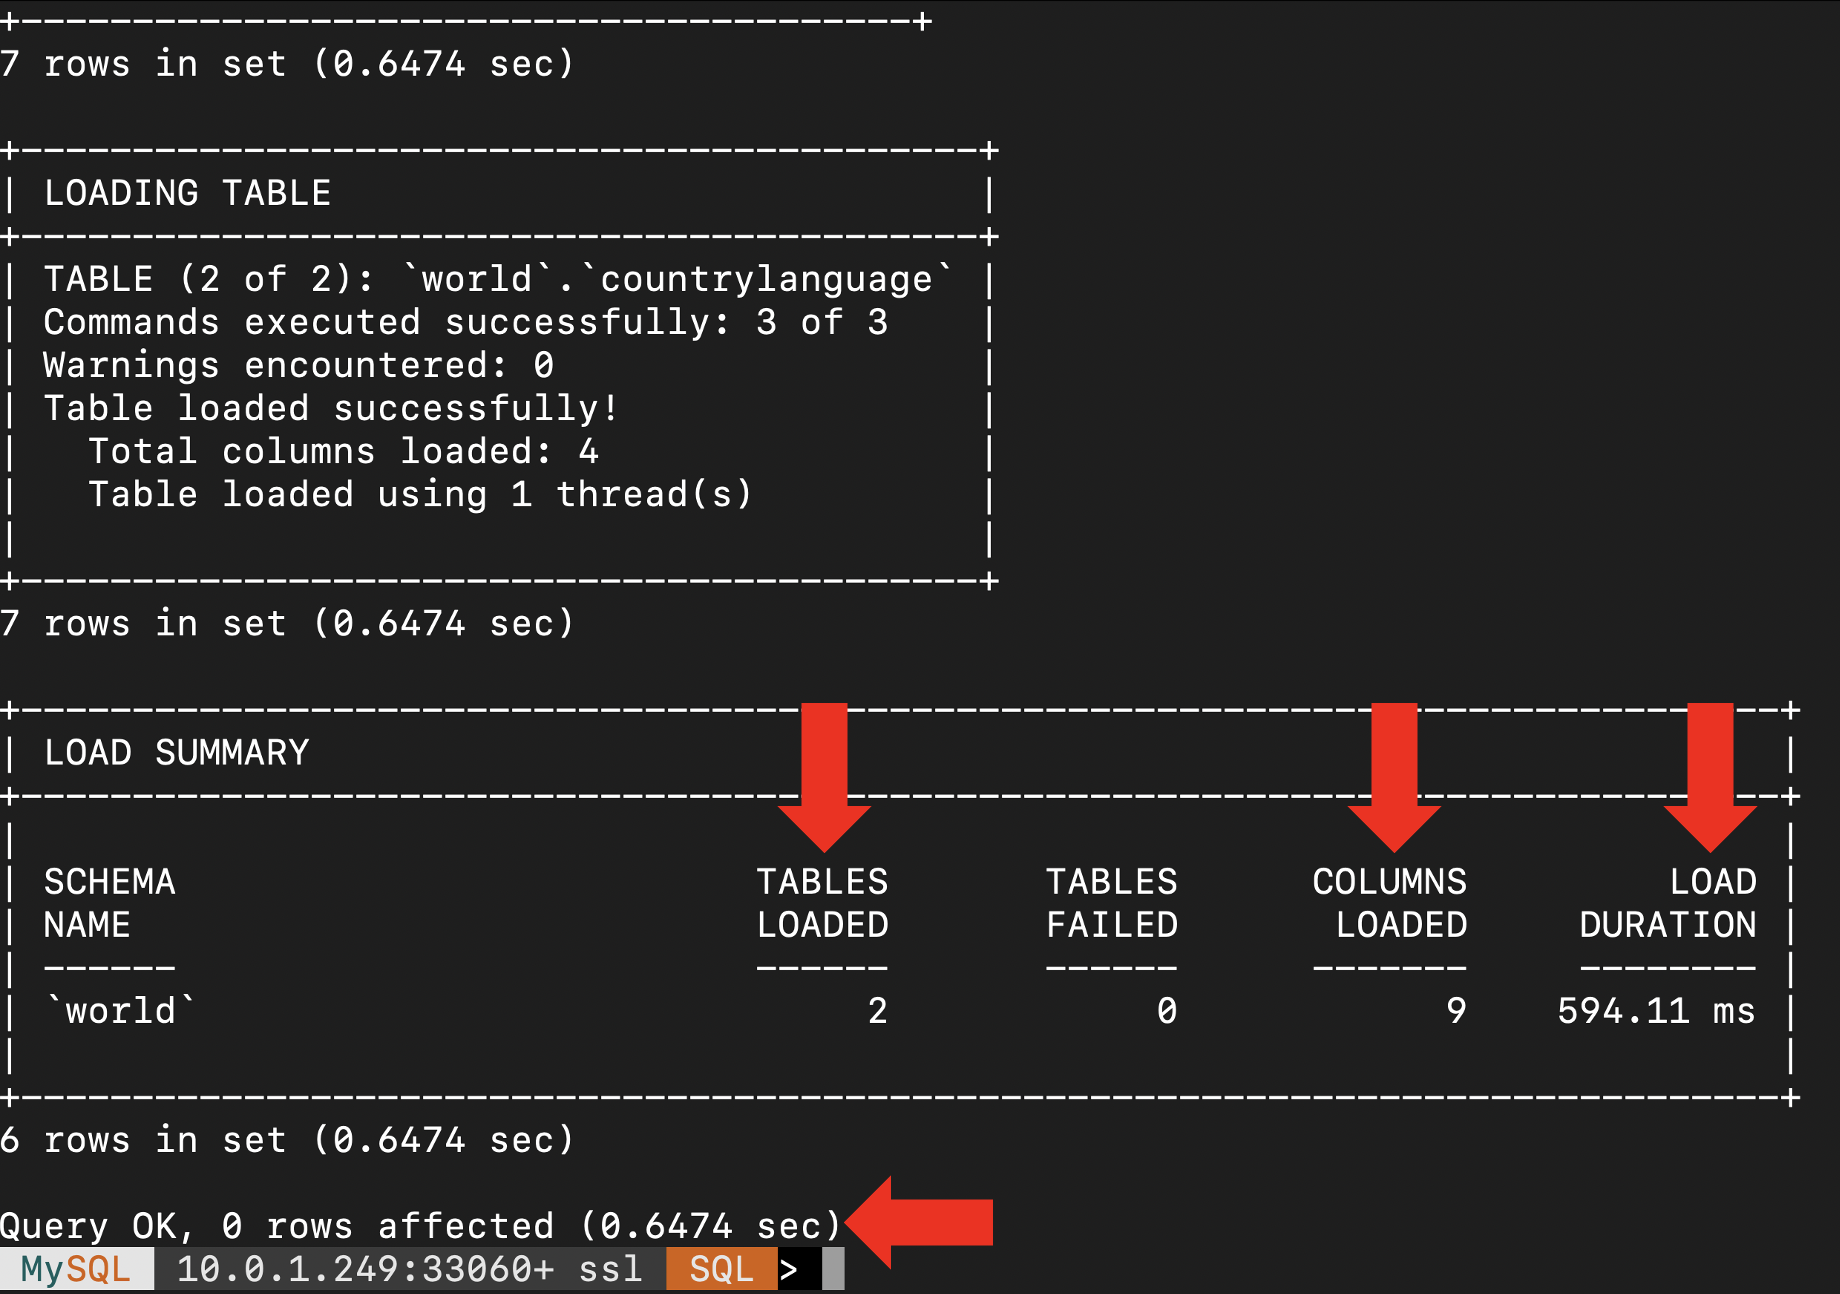 +-----------------------------------------+
7 rows in set (0.6474 sec)
+--------------------------------------------+
| LOADING TABLE                              |
+--------------------------------------------+
| TABLE (2 of 2): `world`.`countrylanguage`  |
| Commands executed successfully: 3 of 3     |
| Warnings encountered: 0                    |
| Table loaded successfully!                 |
|   Total columns loaded: 4                  |
|   Table loaded using 1 thread(s)           |
|                                            |
+--------------------------------------------+
7 rows in set (0.6474 sec)
+--------------------------------------------------------------------------------+
| LOAD SUMMARY                                                                   |
+--------------------------------------------------------------------------------+
|                                                                                |
| SCHEMA                          TABLES       TABLES      COLUMNS         LOAD |
| NAME                            LOADED       FAILED       LOADED     DURATION |
| ------                          ------       ------      -------     -------- |
| `world`                              2            0            9    594.11 ms |
|                                                                                |
+--------------------------------------------------------------------------------+
6 rows in set (0.6474 sec)
Query OK, 0 rows affected (0.6474 sec)
MySQL 10.0.1.249:33060+ ssl SQL >